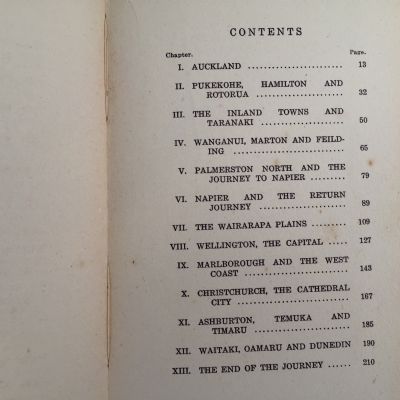 CONTENTS
Chapter. Page.
I. AUCKLAND ........................ 13
II. PUKEKOHE, HAMILTON AND
ROTORUA ...................... 32
III. THE INLAND TOWNS AND
TARANAKI ..................... 50
IV. WANGANUI, MARTON AND FEILD-
ING ............................ 65
V. PALMERSTON NORTH AND THE
JOURNEY TO NAPIER ......... 79
VI. NAPIER AND THE RETURN
JOURNEY ...................... 89
VII. THE WAIRARAPA PLAINS ........ 109
VIII. WELLINGTON, THE CAPITAL ..... 127
IX. MARLBOROUGH AND THE WEST
COAST .......................... 143
X. CHRISTCHURCH, THE CATHEDRAL
CITY ............................ 167
XI. ASHBURTON, TEMUKA AND
TIMARU ........................ 185
XII. WAITAKI, OAMARU AND DUNEDIN 190
XIII. THE END OF THE JOURNEY ...... 210